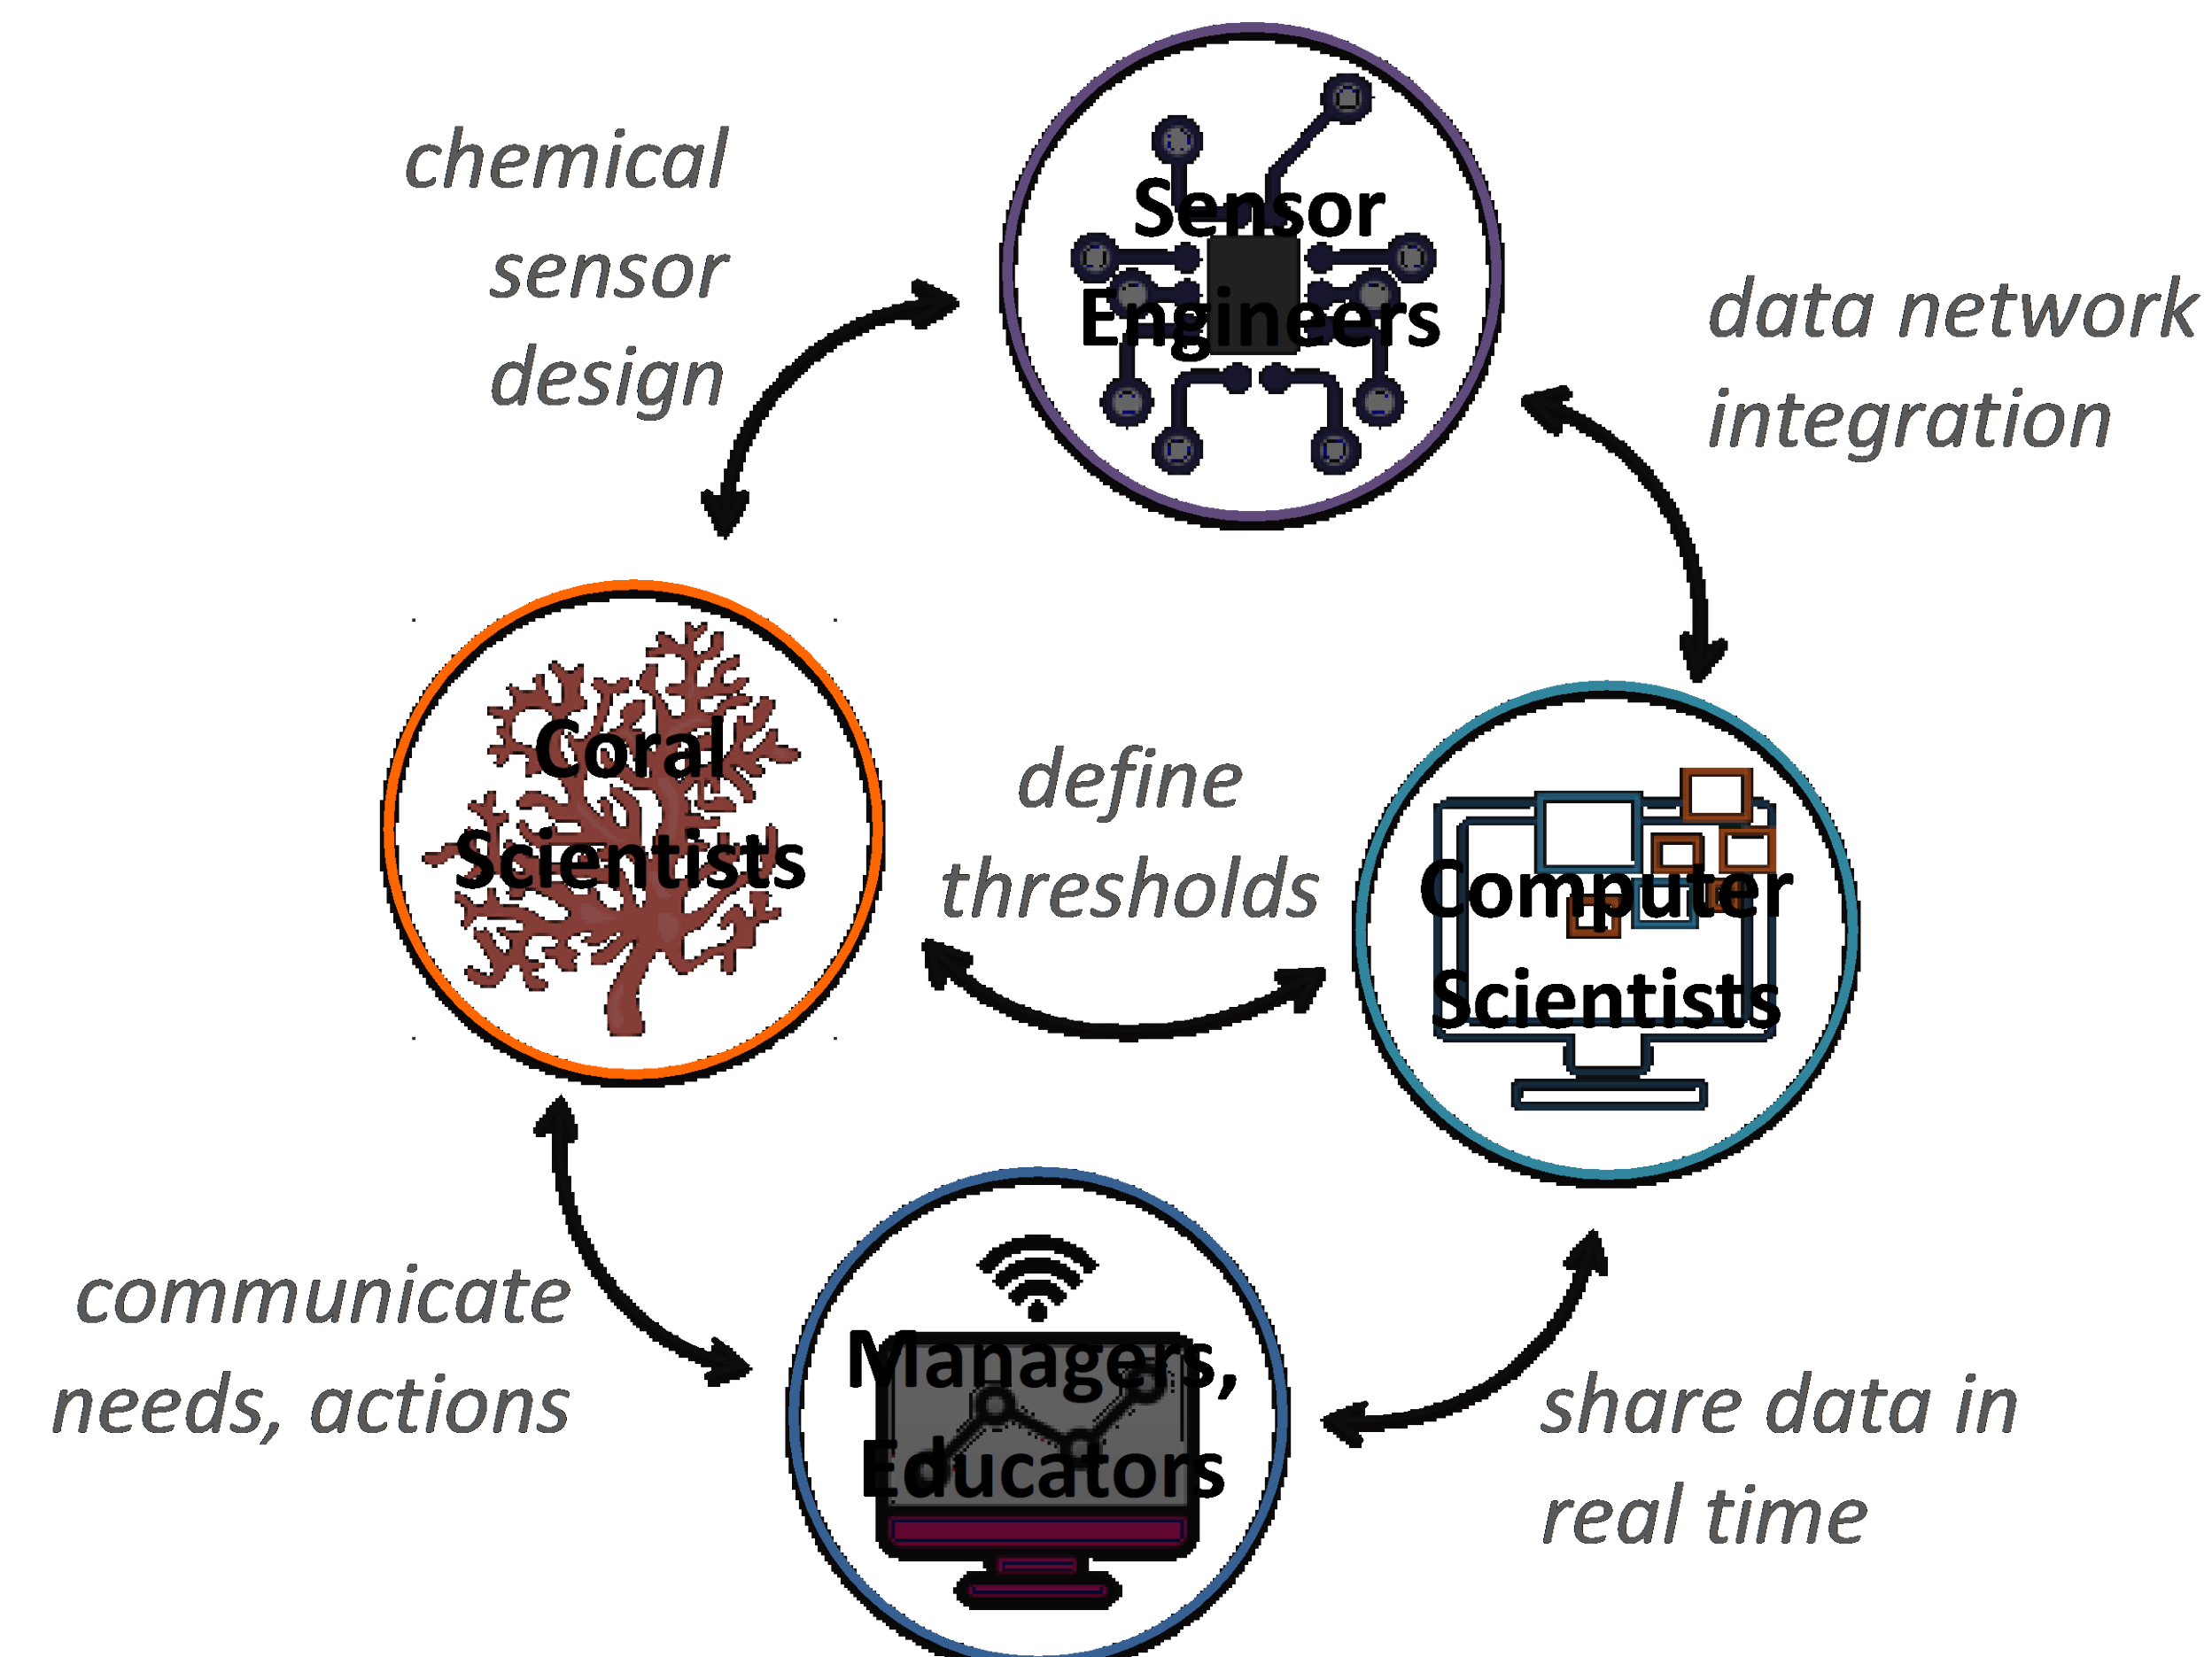 chemical
sensor
design
Sensor
Engineers
data network
integration
Coral
Scientists
define
thresholds
Computer
Scientists
communicate
needs, actions
Managers,
Educators
share data in
real time